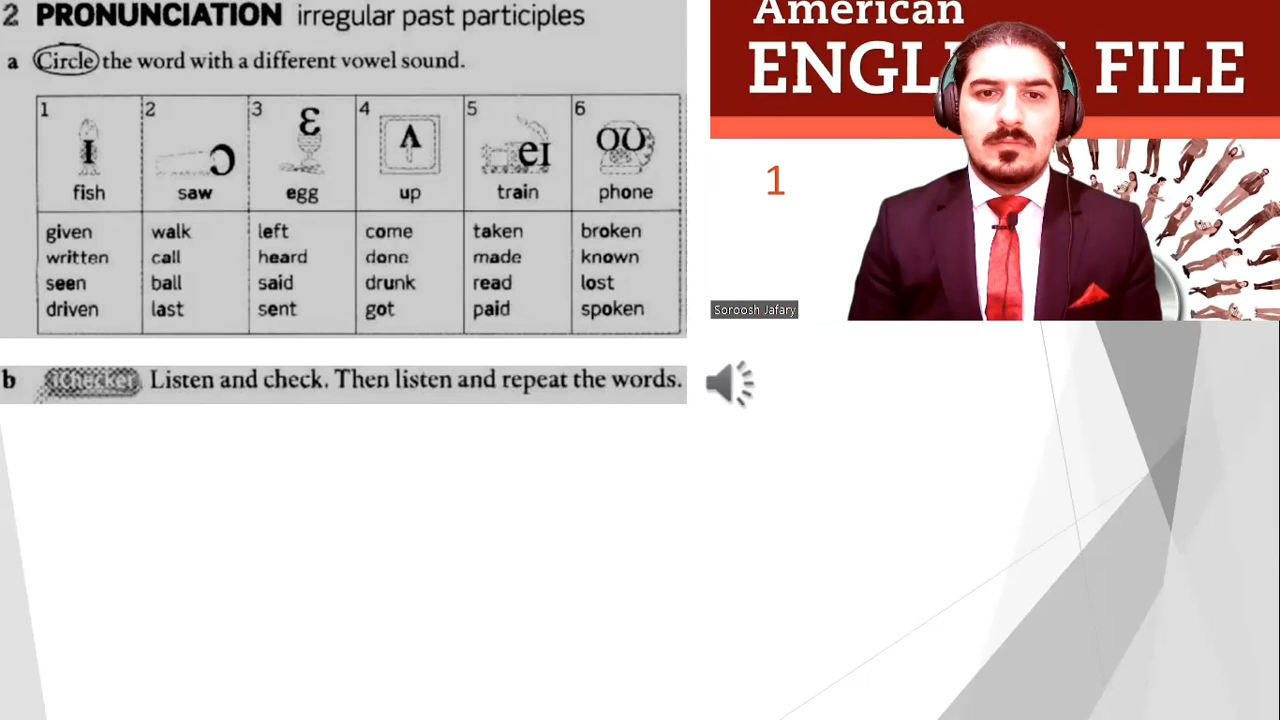 2 PRONUNCIATION irregular past participles
a Circle the word with a different vowel sound.
1 2 3 4 5 6
ɪ ɔ ɛ ʌ eɪ oʊ
fish saw egg up train phone
given walk left come taken broken
written call heard done made known
seen ball said drunk read lost
driven last sent got paid spoken
b iChecker Listen and check. Then listen and repeat the words.
American
ENGL FILE
1
Soroosh Jafary